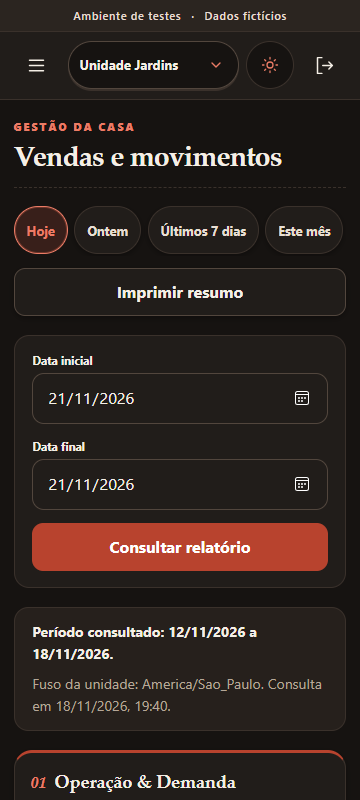 Ambiente de testes · Dados fictícios
Unidade Jardins
GESTÃO DA CASA
Vendas e movimentos
Hoje
Ontem
Últimos 7 dias
Este mês
Imprimir resumo
Data inicial
21/11/2026
Data final
21/11/2026
Consultar relatório
Período consultado: 12/11/2026 a
18/11/2026.
Fuso da unidade: America/Sao_Paulo. Consulta
em 18/11/2026, 19:40.
01 Operação & Demanda